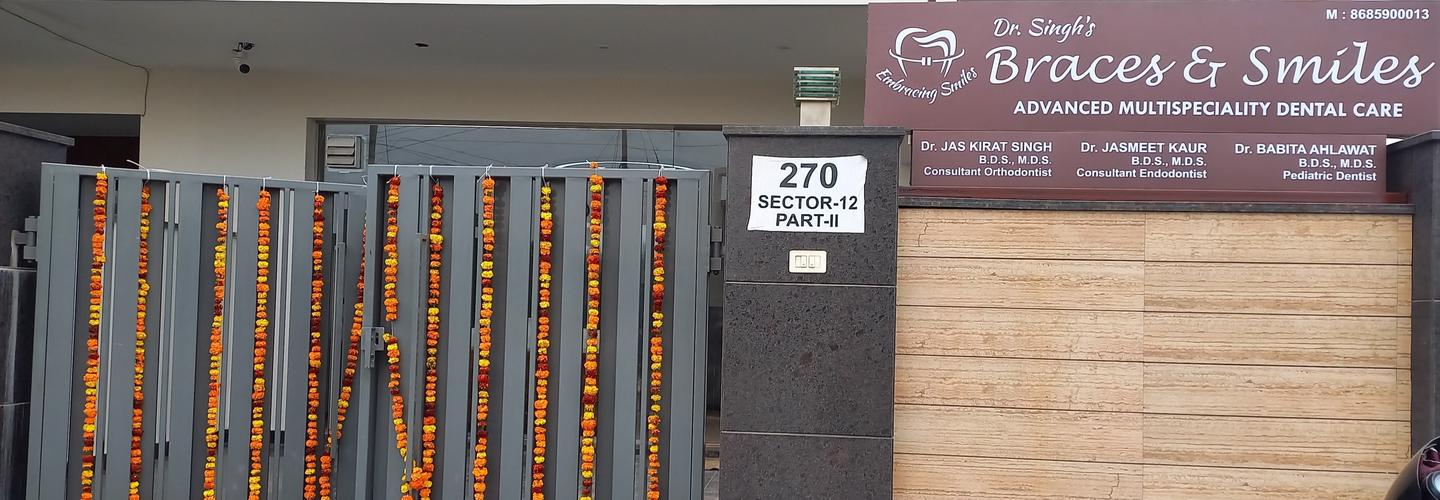 M : 8685900013
Dr. Singh's
Braces & Smiles
Embracing Smiles
ADVANCED MULTISPECIALITY DENTAL CARE
Dr. JAS KIRAT SINGH
B.D.S., M.D.S.
Consultant Orthodontist
Dr. JASMEET KAUR
B.D.S., M.D.S.
Consultant Endodontist
Dr. BABITA AHLAWAT
B.D.S., M.D.S.
Pediatric Dentist
270
SECTOR-12
PART-II